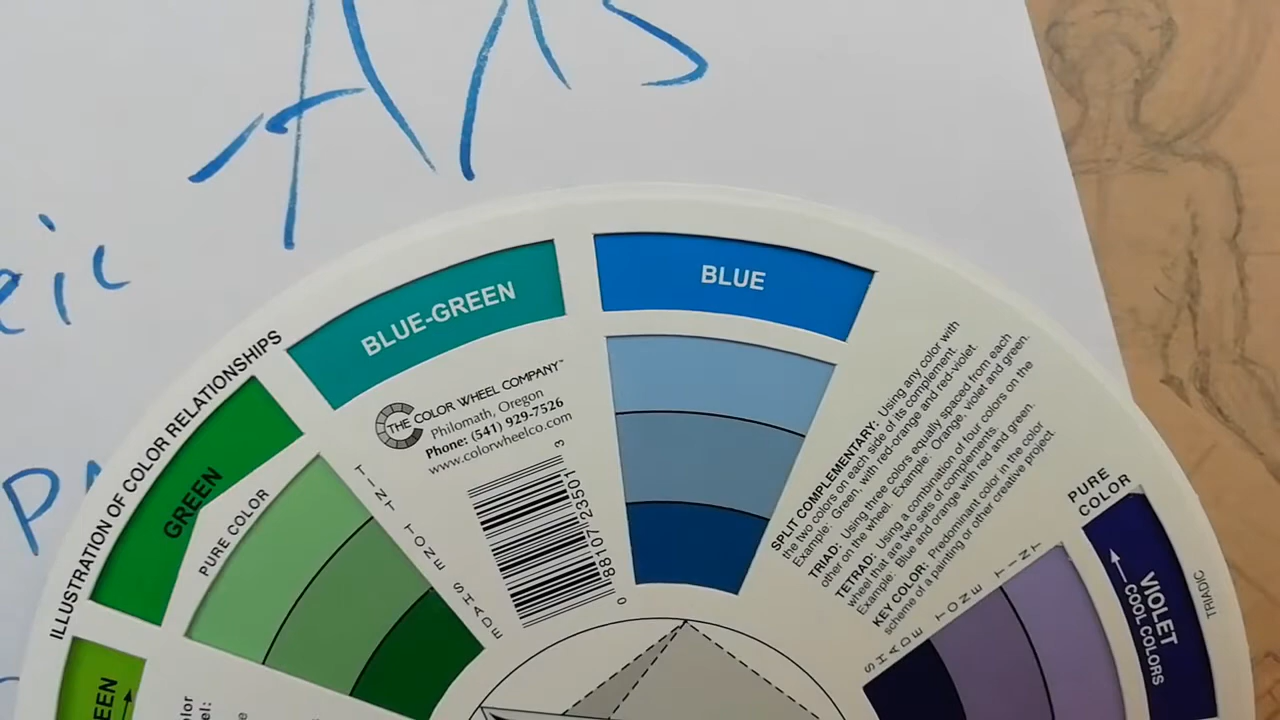 Arts
BLUE-GREEN
BLUE
ILLUSTRATION OF COLOR RELATIONSHIPS
GREEN
PURE COLOR
TINT TONE SHADE
THE COLOR WHEEL COMPANY™
Philomath, Oregon
Phone: (541) 929-7526
www.colorwheelco.com
0 88107 23501 3
SPLIT COMPLEMENTARY: Using any color with
the two colors on each side of its complement.
Example: Green, with red-orange and red-violet.
TRIAD: Using three colors equally spaced from each
other on the wheel. Example: Orange, violet and green.
TETRAD: Using a combination of four colors on the
wheel that are two sets of complements.
Example: Blue and orange with red and green.
KEY COLOR: Predominant color in the color
scheme of a painting or other creative project.
SHADE TONE TINT
PURE
COLOR
VIOLET
COOL COLORS
TRIADIC